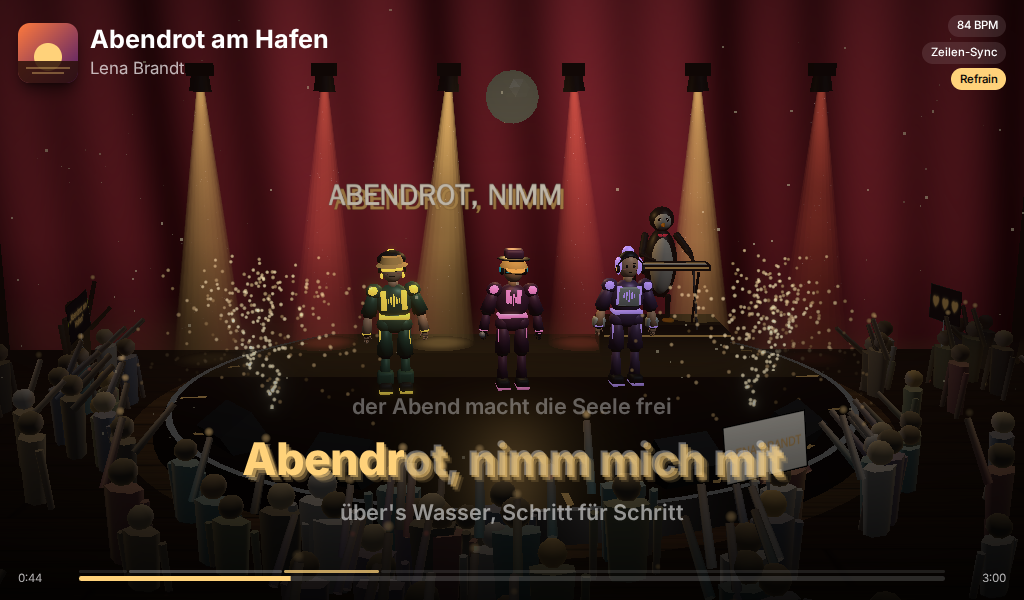 Abendrot am Hafen
Lena Brandt
84 BPM
Zeilen-Sync
Refrain
ABENDROT, NIMM
der Abend macht die Seele frei
Abendrot, nimm mich mit
über's Wasser, Schritt für Schritt
0:44
3:00